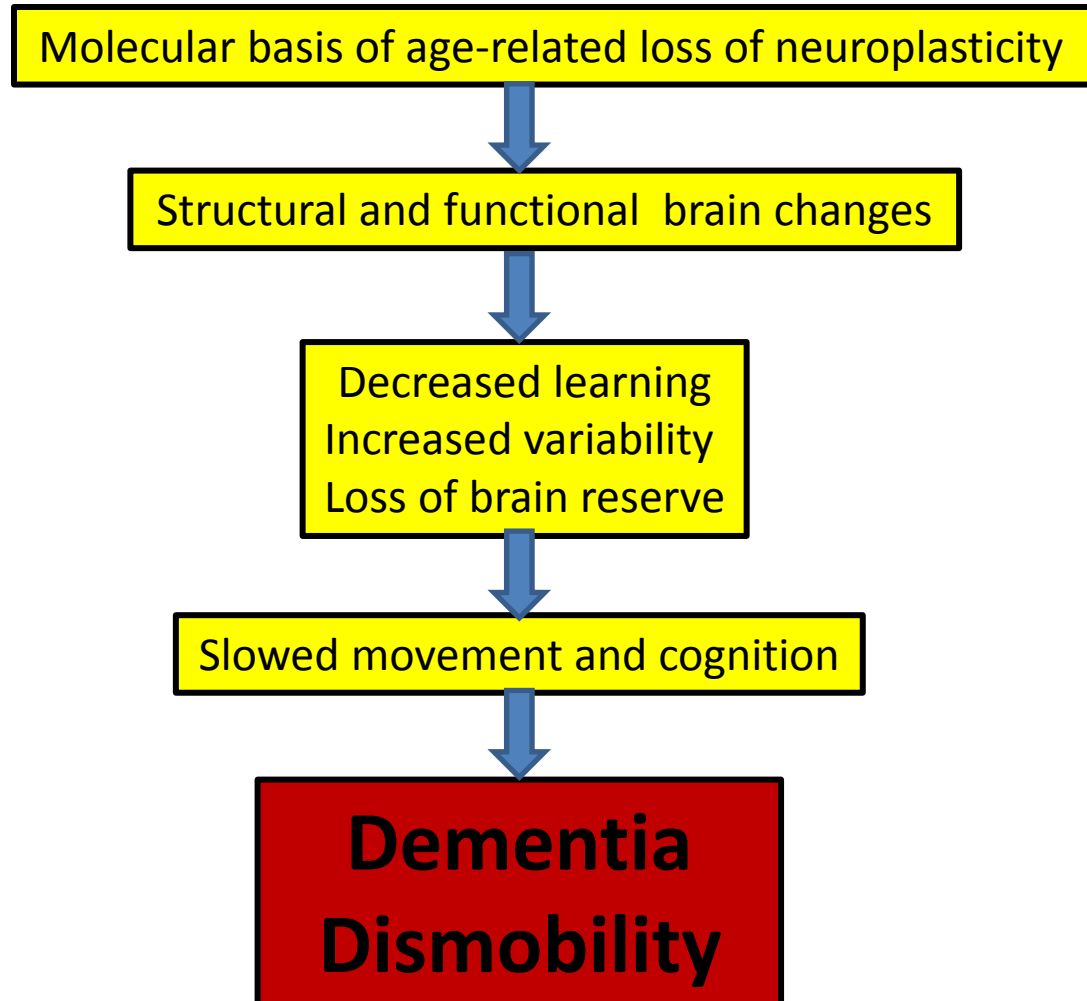 Molecular basis of age-related loss of neuroplasticity
Structural and functional  brain changes
Decreased learning
Increased variability
Loss of brain reserve
Slowed movement and cognition
Dementia
Dismobility